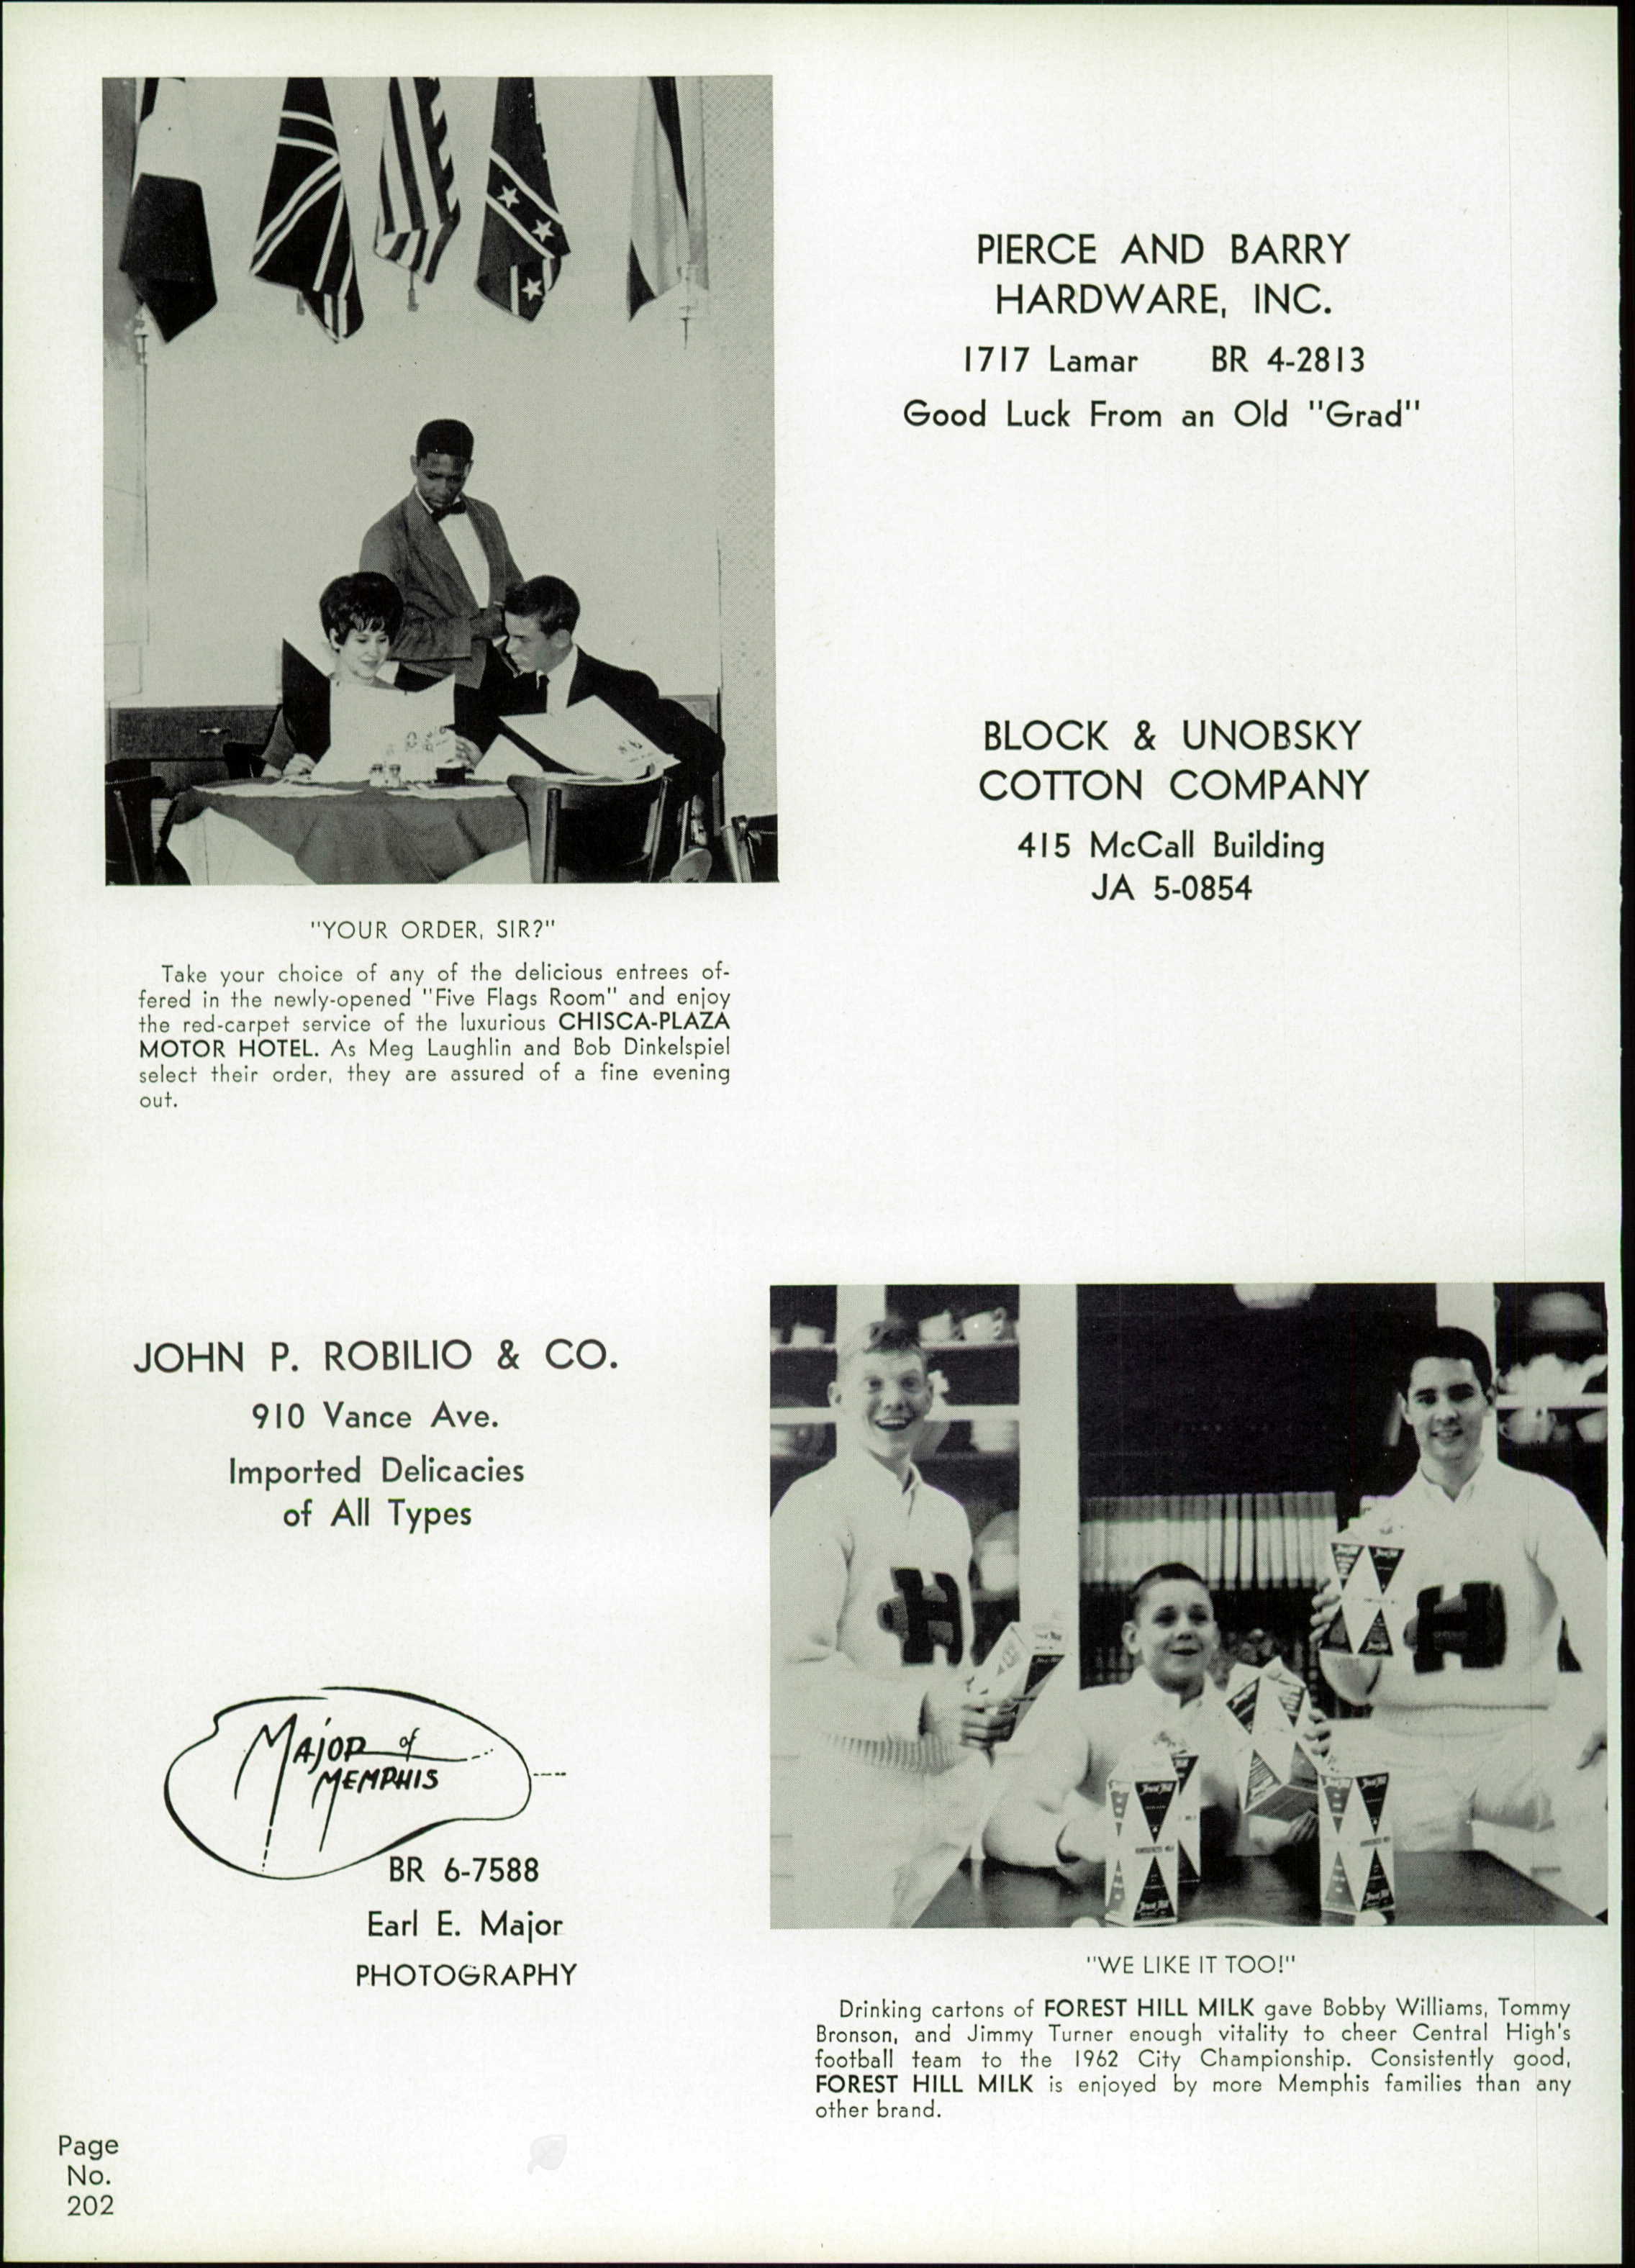 PIERCE AND BARRY
HARDWARE, INC.
1717 Lamar BR 4-2813
Good Luck From an Old "Grad"
BLOCK & UNOBSKY
COTTON COMPANY
415 McCall Building
JA 5-0854
"YOUR ORDER, SIR?"
Take your choice of any of the delicious entrees of-
fered in the newly-opened "Five Flags Room" and enjoy
the red-carpet service of the luxurious CHISCA-PLAZA
MOTOR HOTEL. As Meg Laughlin and Bob Dinkelspiel
select their order, they are assured of a fine evening
out.
JOHN P. ROBILIO & CO.
910 Vance Ave.
Imported Delicacies
of All Types
MAJOR of
MEMPHIS
BR 6-7588
Earl E. Major
PHOTOGRAPHY
H
H
Forest Hill
"WE LIKE IT TOO!"
Drinking cartons of FOREST HILL MILK gave Bobby Williams, Tommy
Bronson, and Jimmy Turner enough vitality to cheer Central High's
football team to the 1962 City Championship. Consistently good,
FOREST HILL MILK is enjoyed by more Memphis families than any
other brand.
Page
No.
202